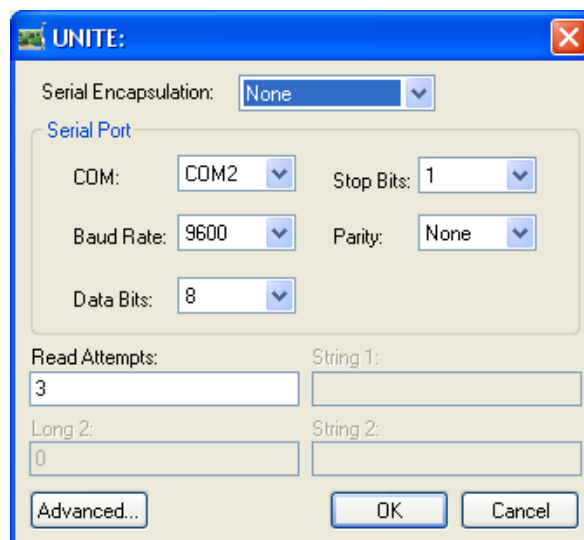 UNITE:
Serial Encapsulation: None
Serial Port
COM: COM2 Stop Bits: 1
Baud Rate: 9600 Parity: None
Data Bits: 8
Read Attempts: String 1:
3
Long 2: String 2:
0
Advanced... OK Cancel